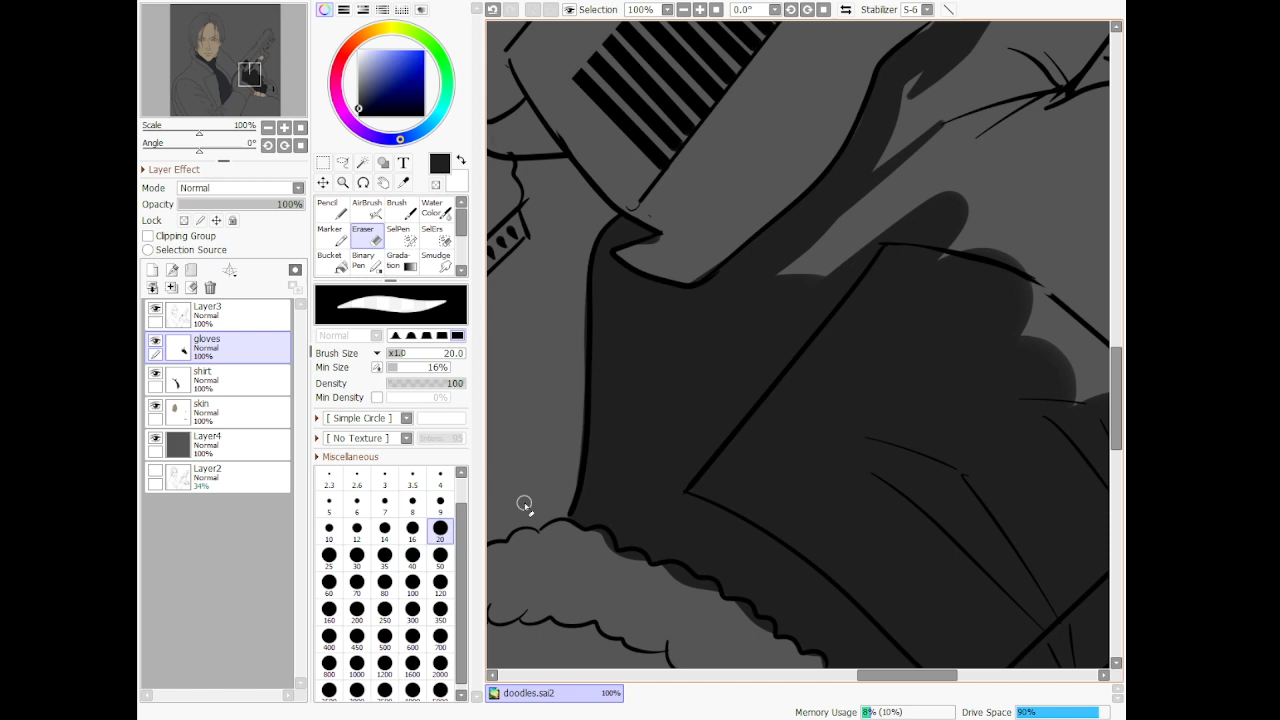 Selection
100%
0.0°
Stabilizer S-6
Scale 100%
Angle 0°
Layer Effect
Mode Normal
Opacity 100%
Lock
Clipping Group
Selection Source
Layer3
Normal
100%
gloves
Normal
100%
shirt
Normal
100%
skin
Normal
100%
Layer4
Normal
100%
Layer2
Normal
34%
T
Pencil AirBrush Brush Water Color
Marker Eraser SelPen SelErs
Bucket Binary Pen Grada-tion Smudge
Normal
Brush Size x1.0 20.0
Min Size 16%
Density 100
Min Density 0%
[ Simple Circle ]
[ No Texture ] Intens. 95
Miscellaneous
2.3 2.6 3 3.5 4
5 6 7 8 9
10 12 14 16 20
25 30 35 40 50
60 70 80 100 120
160 200 250 300 350
400 450 500 600 700
800 1000 1200 1600 2000
doodles.sai2 100%
Memory Usage 8% (10%) Drive Space 90%